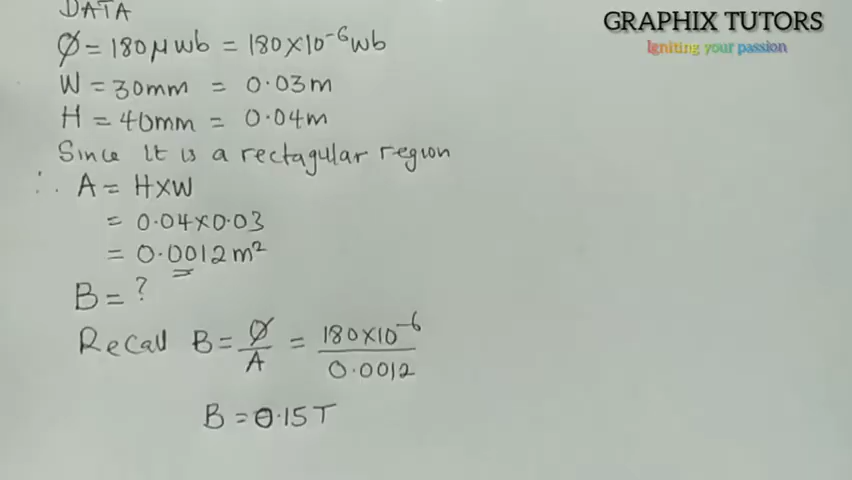 DATA
GRAPHIX TUTORS
Igniting your passion
Ø = 180μwb = 180×10⁻⁶wb
W = 30mm = 0.03m
H = 40mm = 0.04m
Since it is a rectagular region
∴ A = H×W
= 0.04×0.03
= 0.0012m²
B = ?
Recall B = Ø/A = 180×10⁻⁶/0.0012
B = 0.15T